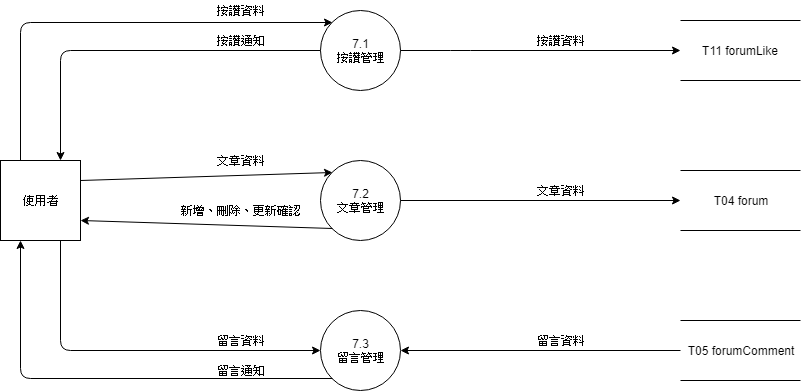 按讚資料
按讚通知
7.1
按讚管理
按讚資料
T11 forumLike
使用者
文章資料
新增、刪除、更新確認
7.2
文章管理
文章資料
T04 forum
留言資料
留言通知
7.3
留言管理
留言資料
T05 forumComment